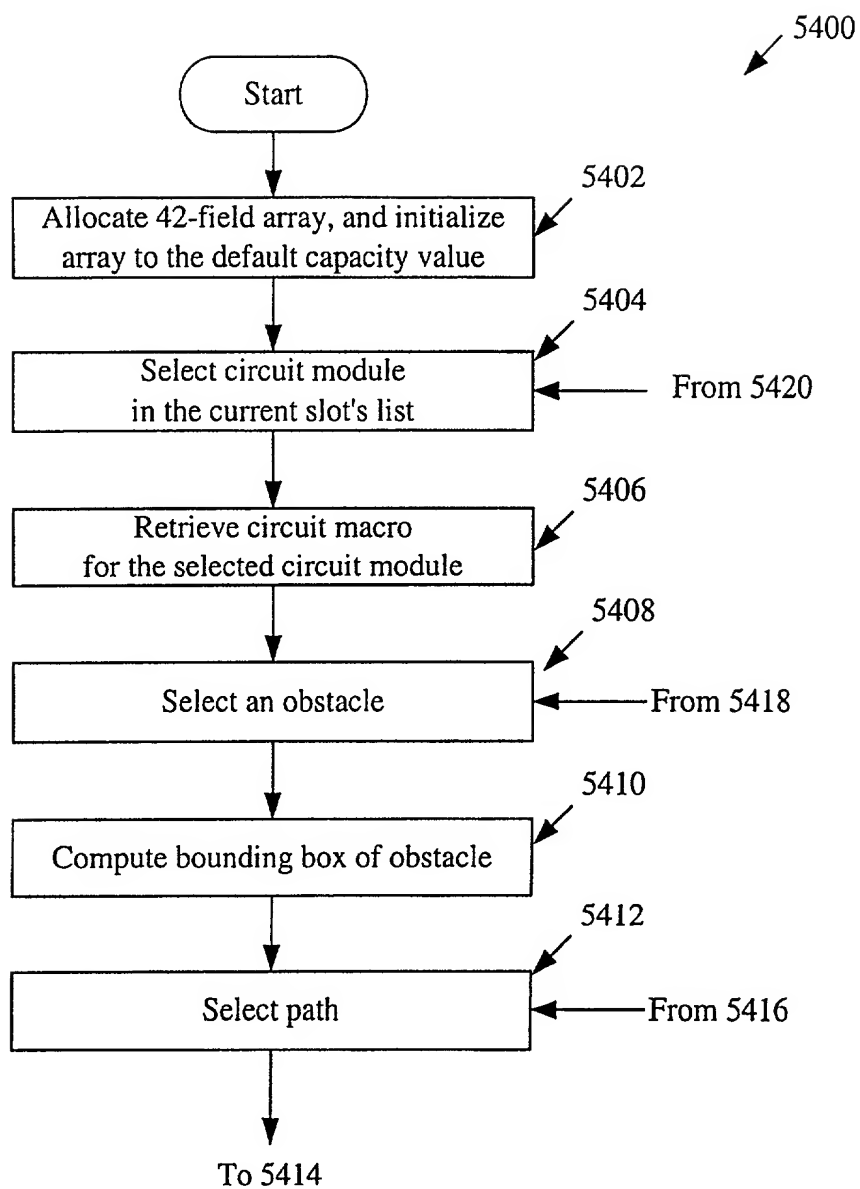 5400
Start
5402
Allocate 42-field array, and initialize
array to the default capacity value
5404
Select circuit module
in the current slot's list
From 5420
5406
Retrieve circuit macro
for the selected circuit module
5408
Select an obstacle
From 5418
5410
Compute bounding box of obstacle
5412
Select path
From 5416
To 5414